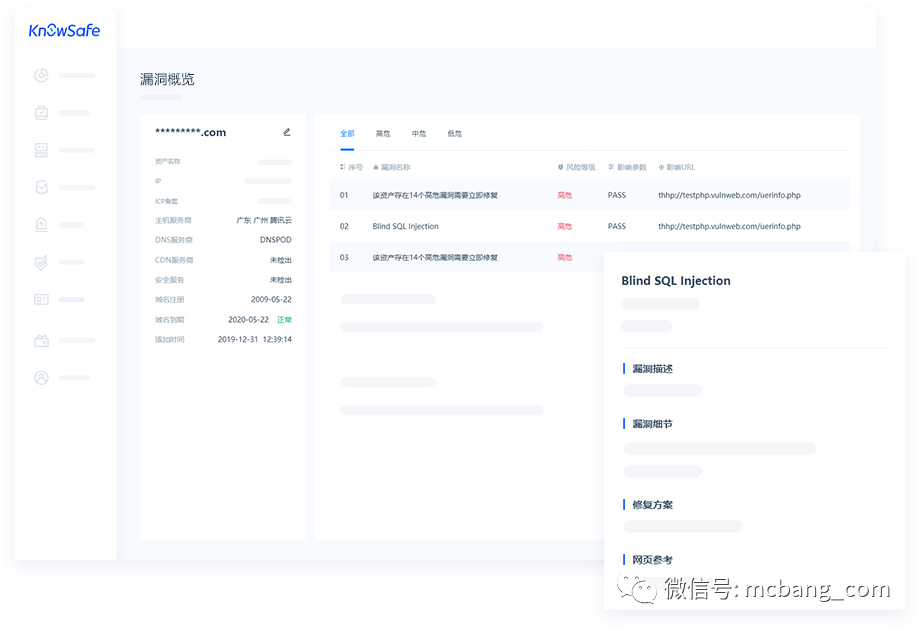 KnowSafe
漏洞概览
*********.com
资产名称
IP
ICP备案
主机服务商 广东 广州 腾讯云
DNS服务商 DNSPOD
CDN服务商 未检出
安全服务 未检出
域名注册 2009-05-22
域名到期 2020-05-22 正常
添加时间 2019-12-31 12:39:14
全部 高危 中危 低危
序号 漏洞名称 风险等级 影响参数 影响URL
01 该资产存在14个高危漏洞需要立即修复 高危 PASS thhp://testphp.vulnweb.com/uerinfo.php
02 Blind SQL Injection 高危 PASS thhp://testphp.vulnweb.com/uerinfo.php
03 该资产存在14个高危漏洞需要立即修复 高危
Blind SQL Injection
漏洞描述
漏洞细节
修复方案
网页参考
微信号: mcbang_com